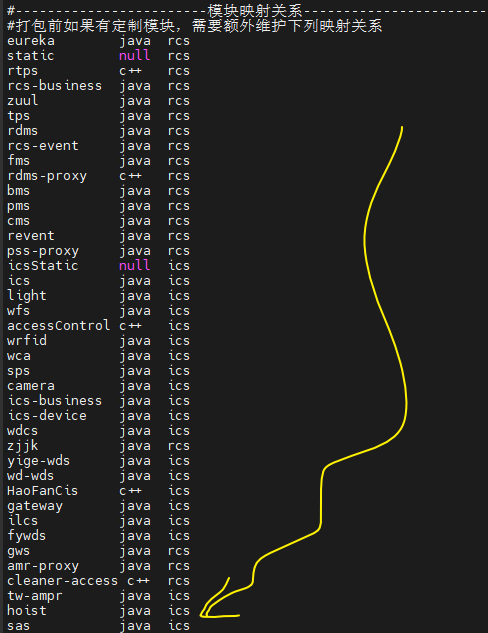 #------------------------模块映射关系------------------------
#打包前如果有定制模块，需要额外维护下列映射关系
eureka java rcs
static null rcs
rtps c++ rcs
rcs-business java rcs
zuul java rcs
tps java rcs
rdms java rcs
rcs-event java rcs
fms java rcs
rdms-proxy c++ rcs
bms java rcs
pms java rcs
cms java rcs
revent java rcs
pss-proxy java rcs
icsStatic null ics
ics java ics
light java ics
wfs java ics
accessControl c++ ics
wrfid java ics
wca java ics
sps java ics
camera java ics
ics-business java ics
ics-device java ics
wdcs java ics
zjjk java rcs
yige-wds java ics
wd-wds java ics
HaoFanCis c++ ics
gateway java ics
ilcs java ics
fywds java ics
gws java rcs
amr-proxy java rcs
cleaner-access c++ rcs
tw-ampr java ics
hoist java ics
sas java ics